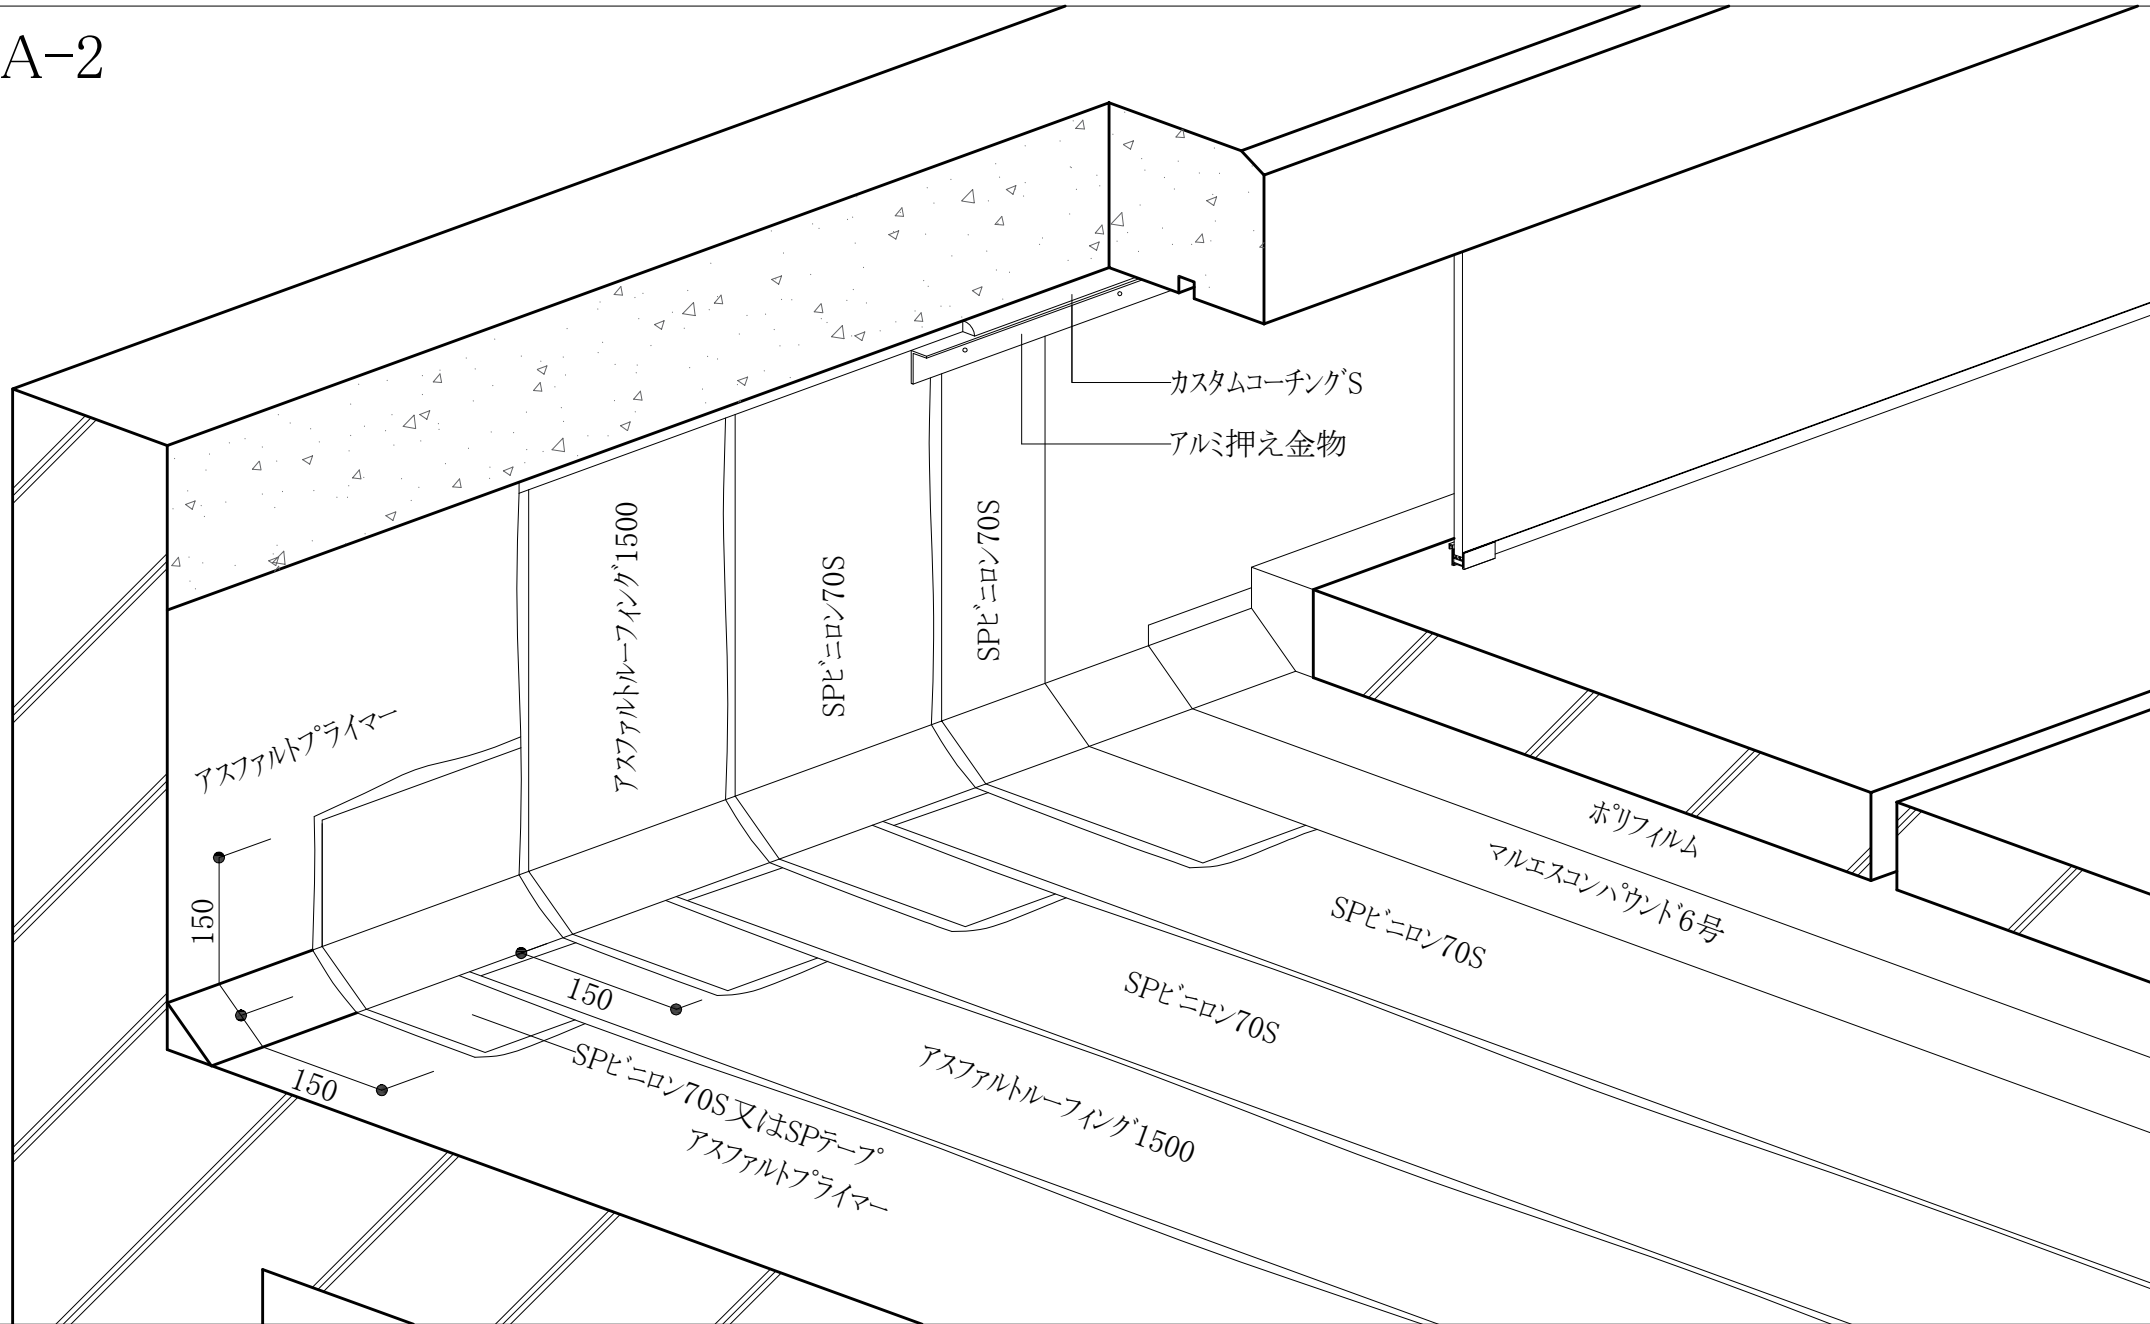 A-2
カスタムコーチングS
アルミ押え金物
アスファルトルーフィング1500
SPビニロン70S
SPビニロン70S
アスファルトプライマー
150
150
150
ポリフィルム
マルエスコンパウンド6号
SPビニロン70S
SPビニロン70S
アスファルトルーフィング1500
SPビニロン70S又はSPテープ
アスファルトプライマー